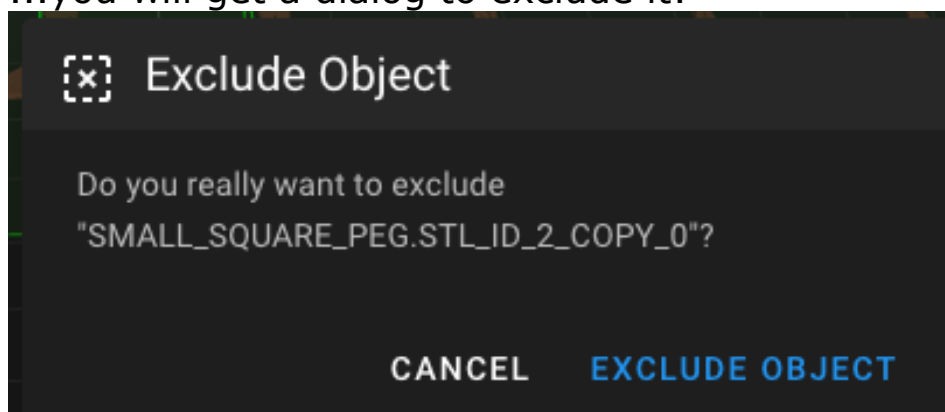 ...you will get a dialog to exclude it:
Exclude Object
Do you really want to exclude
"SMALL_SQUARE_PEG.STL_ID_2_COPY_0"?
CANCEL EXCLUDE OBJECT